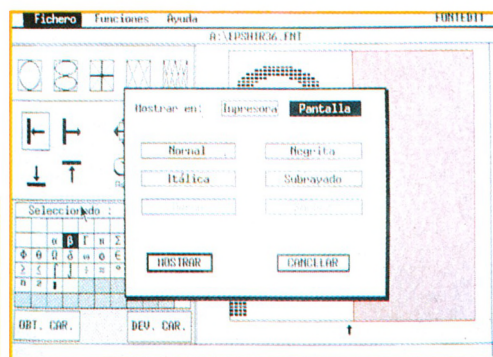 Fichero Funciones Ayuda FONTEDIT
A:\EPSHIR36.FNT
Mostrar en: Impresora Pantalla
Normal Negrita
Itálica Subrayado
MOSTRAR CANCELAR
Seleccionado :
α β Γ π Σ
Φ θ Ω δ ∞ ø ∈
≥ ≤ ⌠ ⌡ ÷ ≈ °
ⁿ ² ■
OBT. CAR. DEV. CAR.